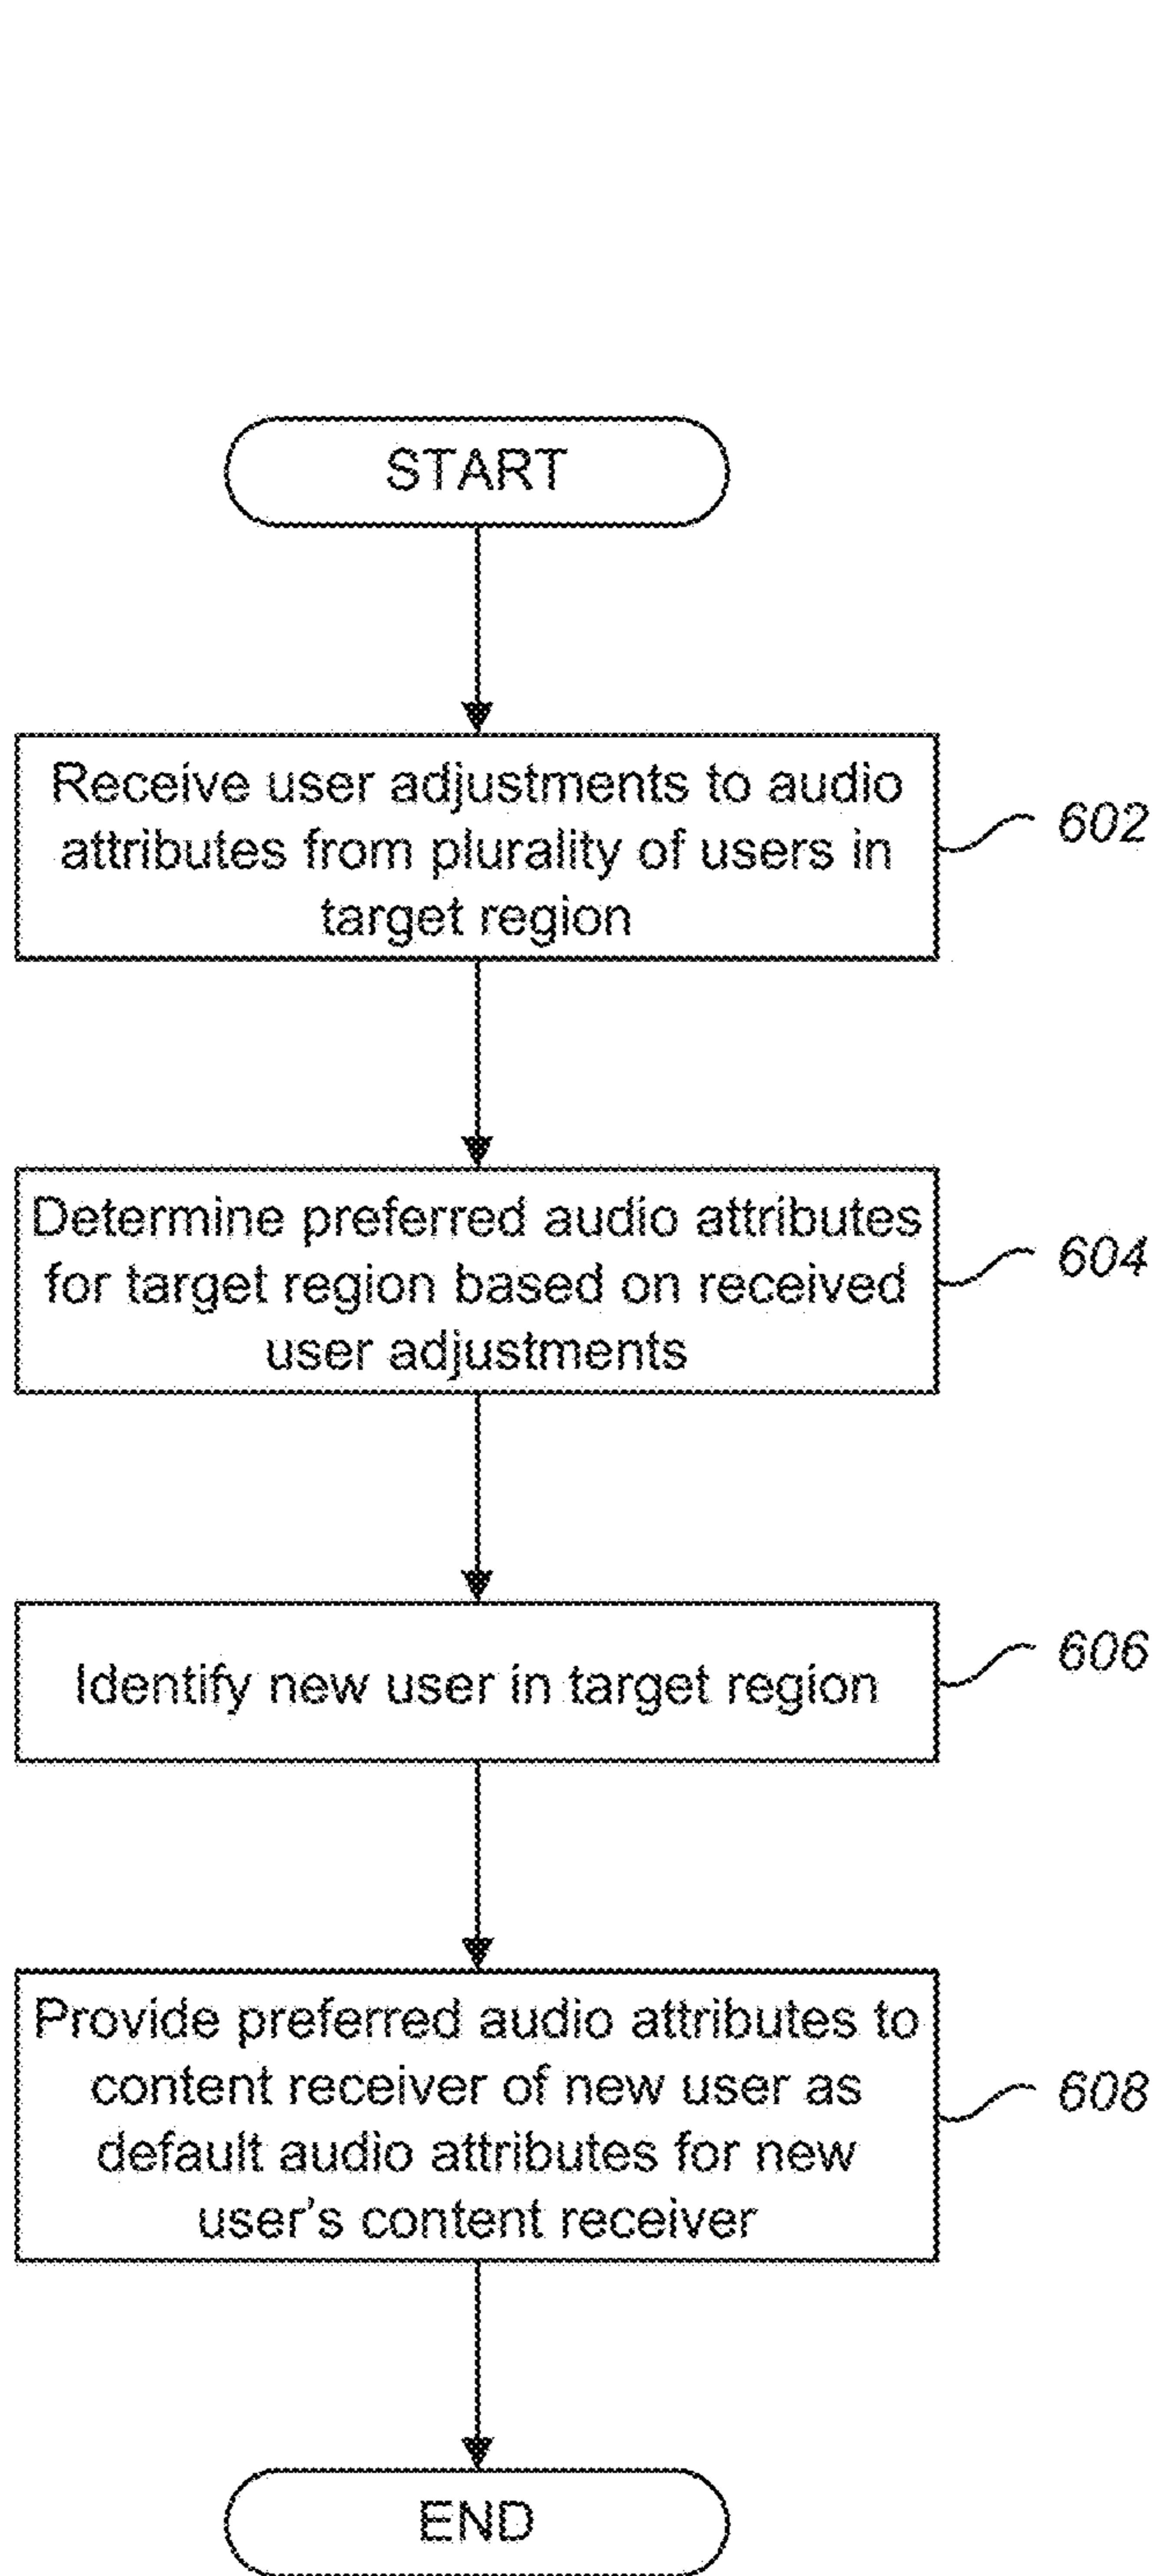 START
Receive user adjustments to audio
attributes from plurality of users in
target region
602
Determine preferred audio attributes
for target region based on received
user adjustments
604
Identify new user in target region
606
Provide preferred audio attributes to
content receiver of new user as
default audio attributes for new
user's content receiver
608
END